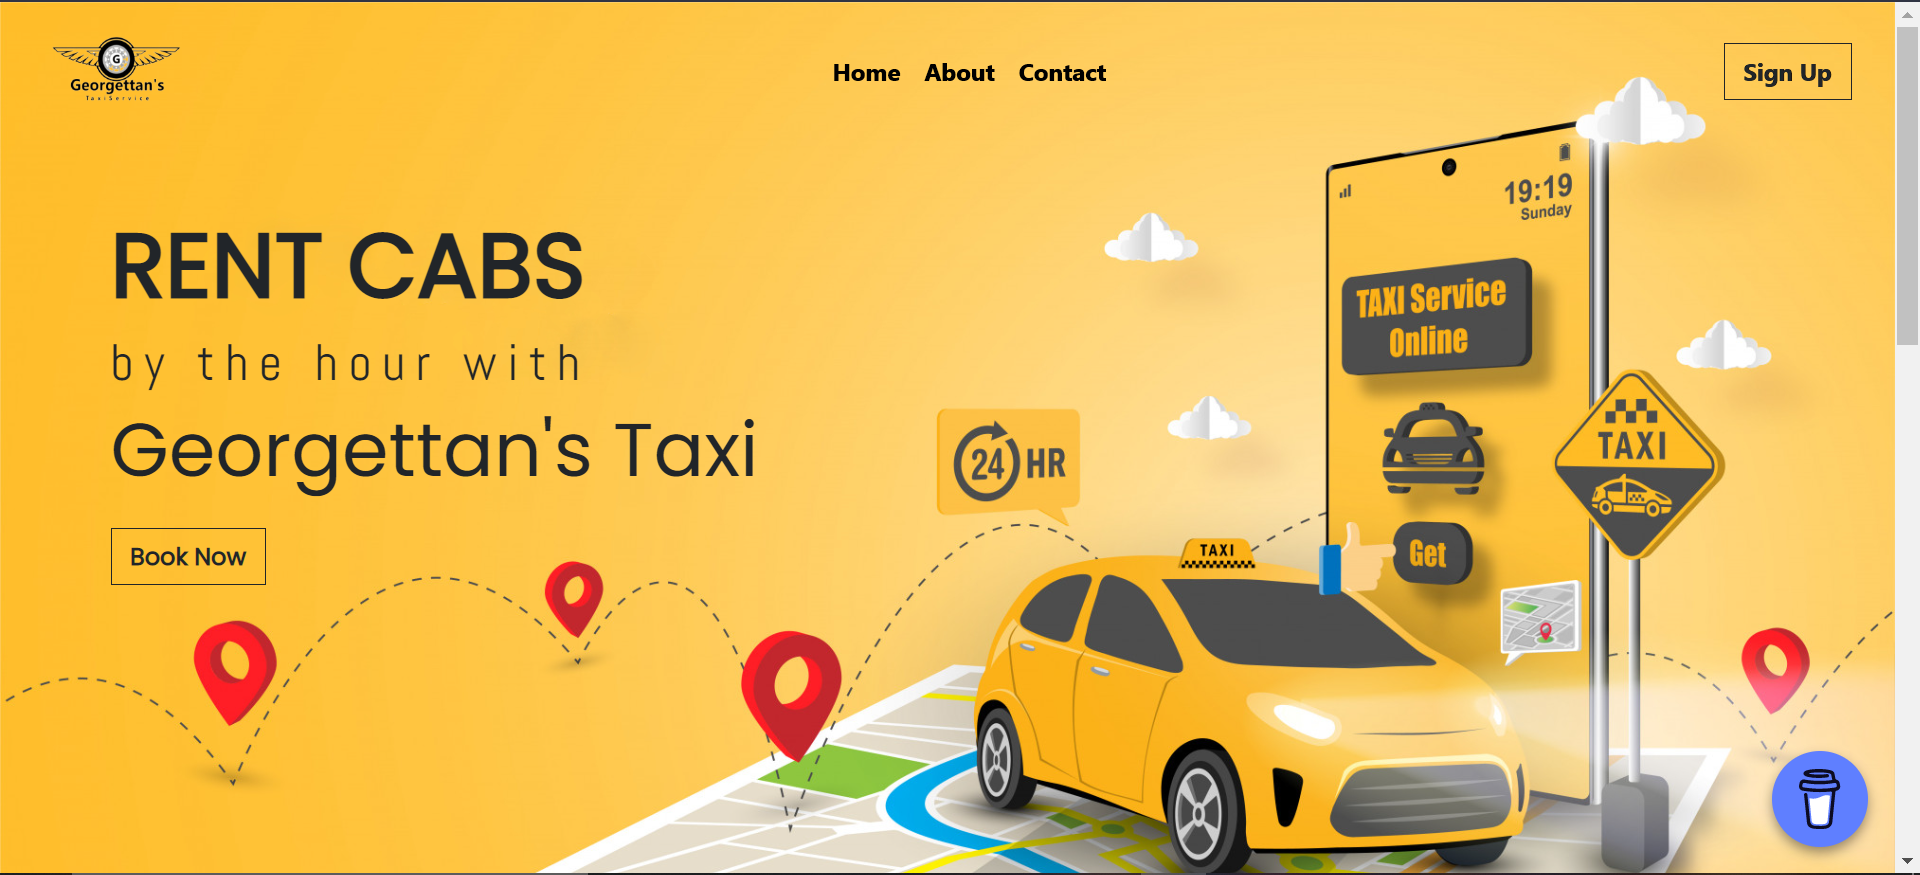 G
Georgettan's
TaxiService
Home About Contact
Sign Up
RENT CABS
by the hour with
Georgettan's Taxi
Book Now
24 HR
19:19
Sunday
TAXI Service
Online
Get
TAXI
TAXI